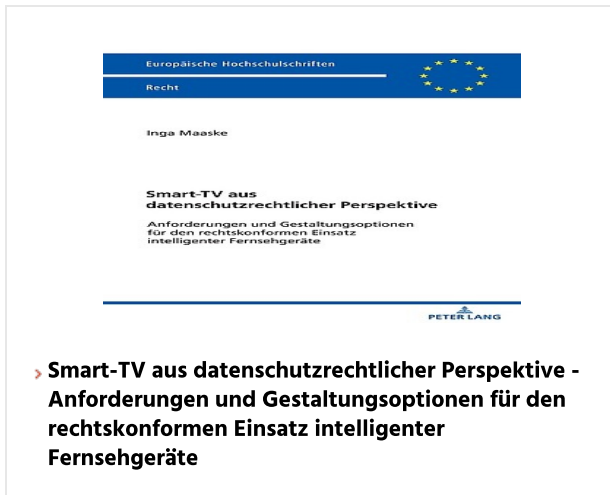 Europäische Hochschulschriften
Recht
Inga Maaske
Smart-TV aus
datenschutzrechtlicher Perspektive
Anforderungen und Gestaltungsoptionen
für den rechtskonformen Einsatz
intelligenter Fernsehgeräte
PETER LANG
Smart-TV aus datenschutzrechtlicher Perspektive -
Anforderungen und Gestaltungsoptionen für den
rechtskonformen Einsatz intelligenter
Fernsehgeräte